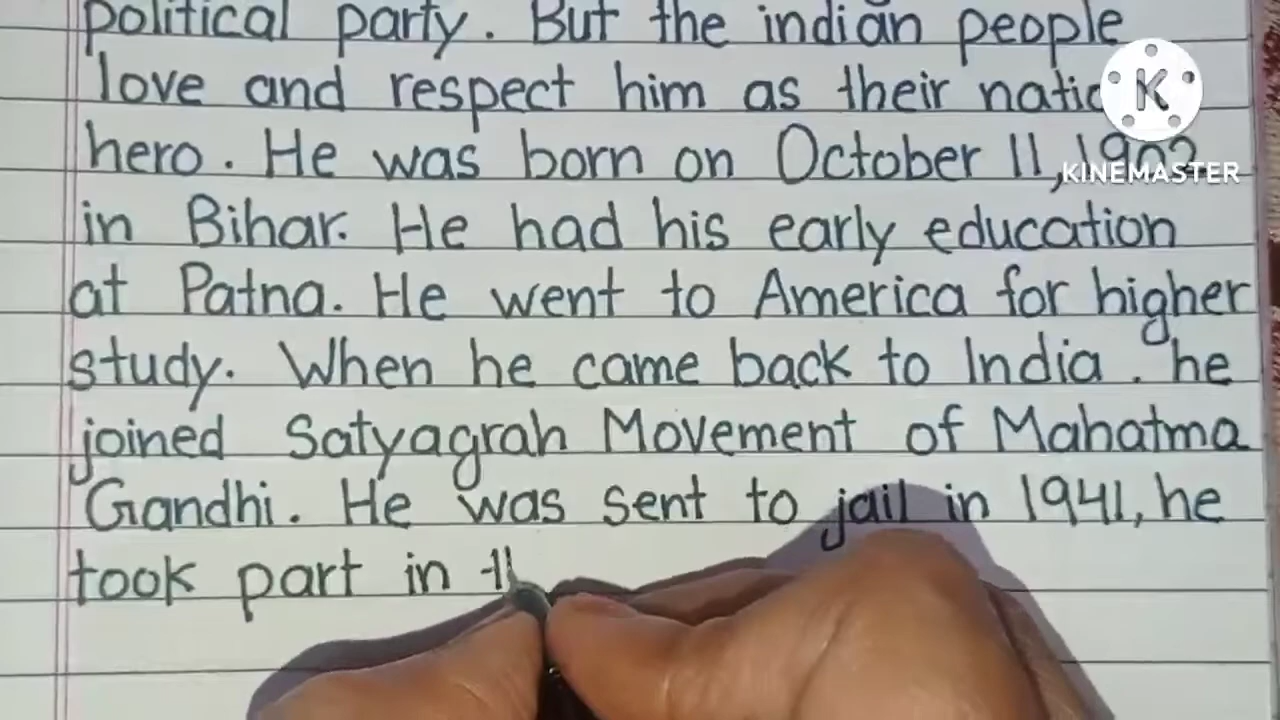 political party. But the indian people
love and respect him as their
hero. He was born on October 11, 1902
in Bihar. He had his early education
at Patna. He went to America for higher
study. When he came back to India. he
joined Satyagrah Movement of Mahatma
Gandhi. He was sent to jail in 1941, he
took part in
K
KINEMASTER